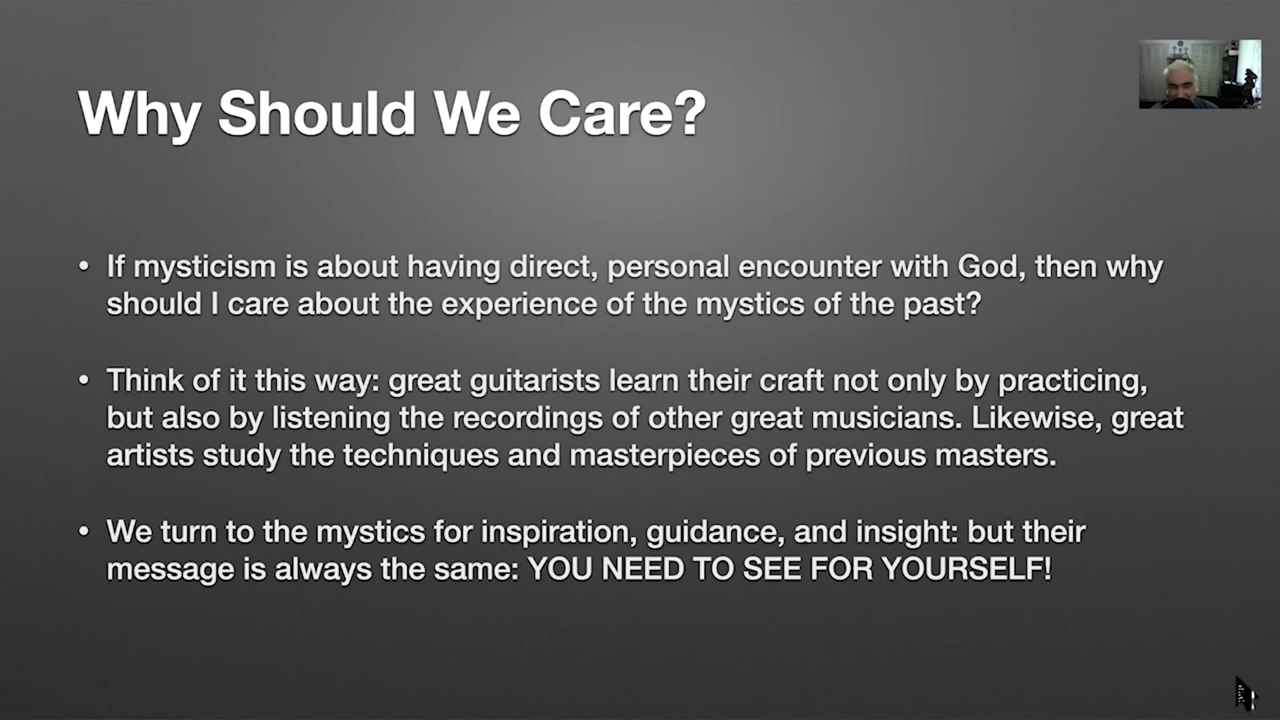 Why Should We Care?
• If mysticism is about having direct, personal encounter with God, then why
should I care about the experience of the mystics of the past?
• Think of it this way: great guitarists learn their craft not only by practicing,
but also by listening the recordings of other great musicians. Likewise, great
artists study the techniques and masterpieces of previous masters.
• We turn to the mystics for inspiration, guidance, and insight: but their
message is always the same: YOU NEED TO SEE FOR YOURSELF!